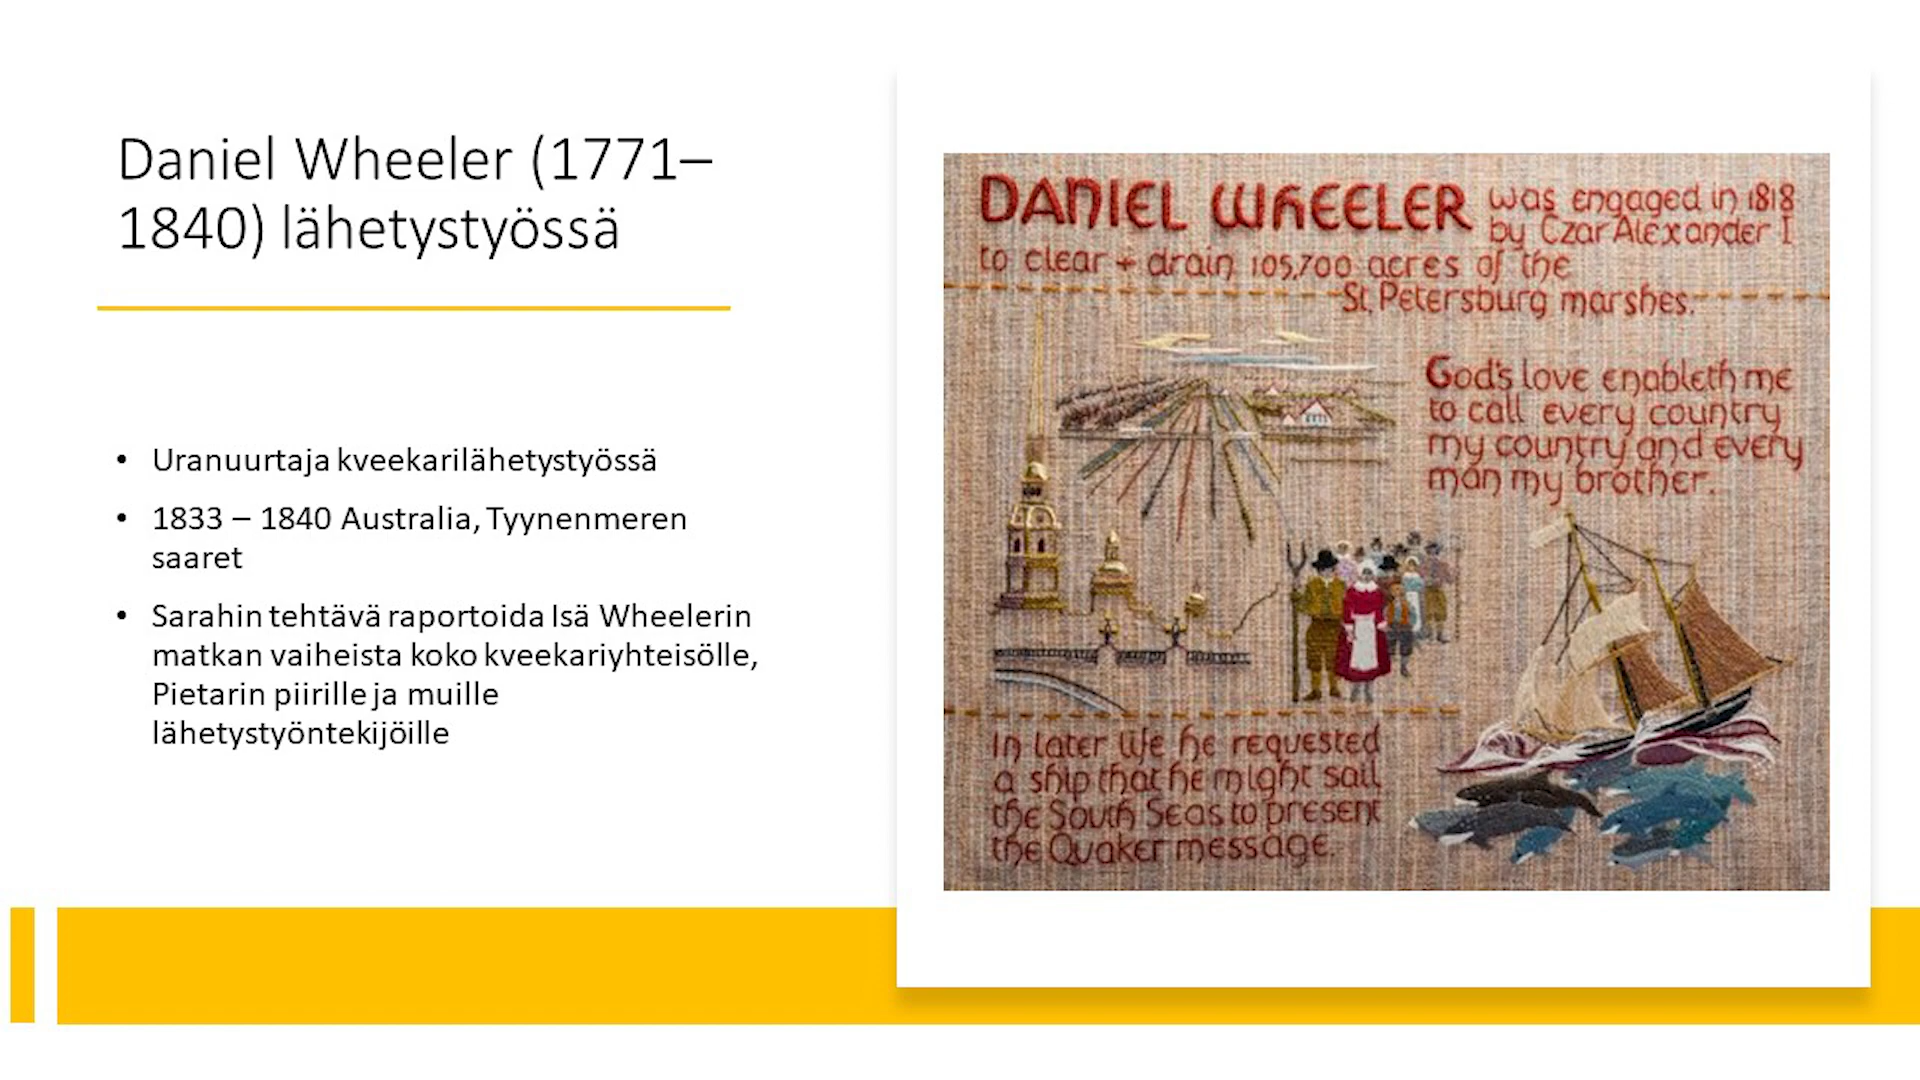 Daniel Wheeler (1771–
1840) lähetystyössä
• Uranuurtaja kveekarilähetystyössä
• 1833 – 1840 Australia, Tyynenmeren
saaret
• Sarahin tehtävä raportoida Isä Wheelerin
matkan vaiheista koko kveekariyhteisölle,
Pietarin piirille ja muille
lähetystyöntekijöille
DANIEL WHEELER was engaged in 1818
by Czar Alexander I
to clear + drain 105,700 acres of the
St. Petersburg marshes.
God's love enableth me
to call every country
my country and every
man my brother.
In later life he requested
a ship that he might sail
the South Seas to present
the Quaker message.